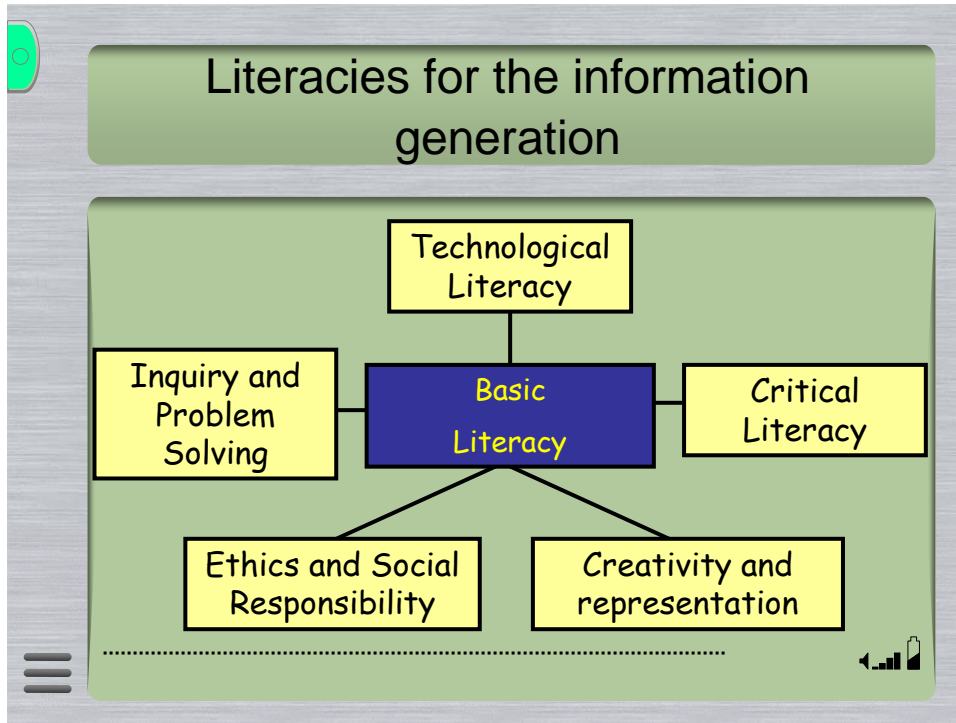 Literacies for the information
generation
Technological
Literacy
Inquiry and
Problem
Solving
Basic
Literacy
Critical
Literacy
Ethics and Social
Responsibility
Creativity and
representation